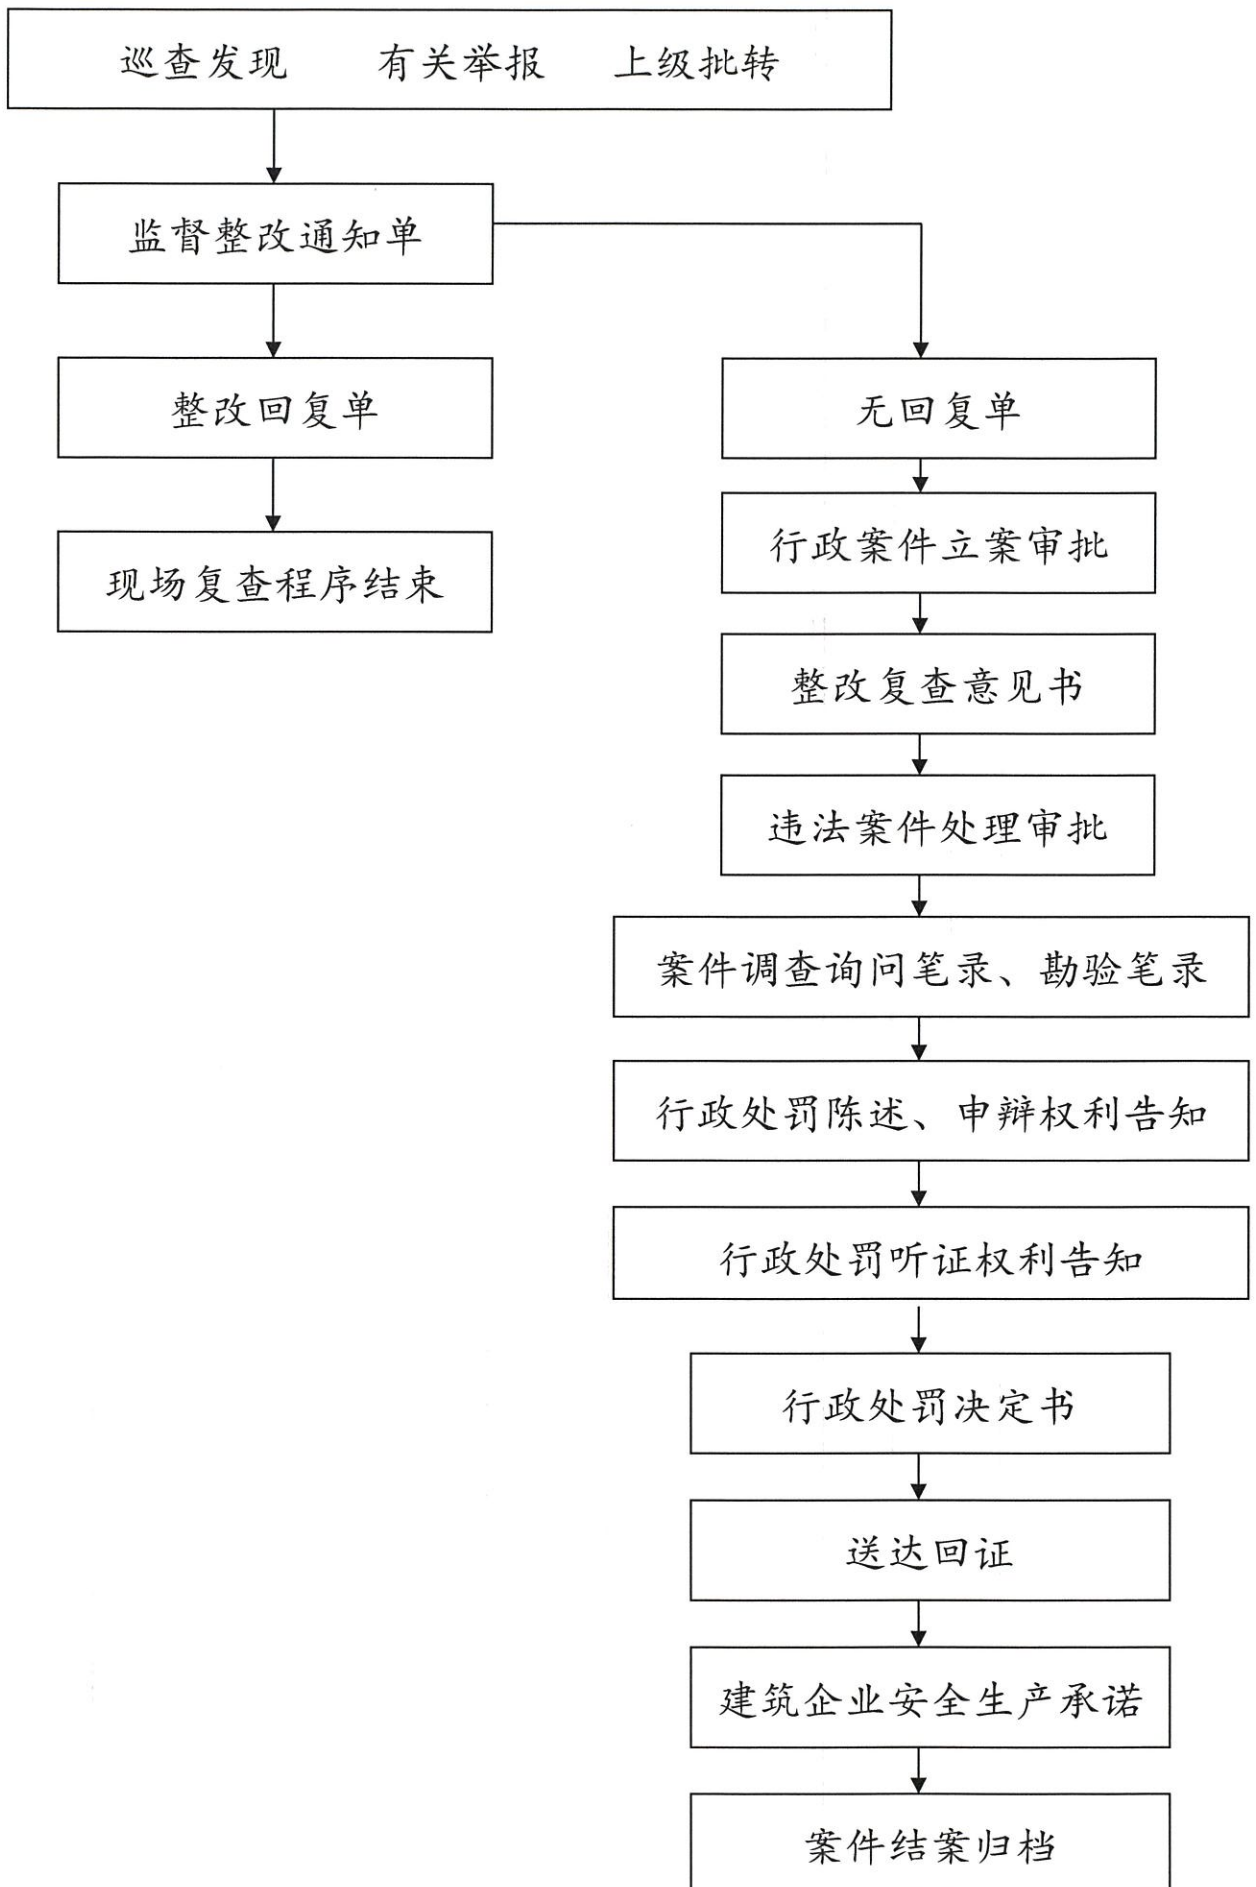 巡查发现 有关举报 上级批转
监督整改通知单
整改回复单
无回复单
行政案件立案审批
现场复查程序结束
整改复查意见书
违法案件处理审批
案件调查询问笔录、勘验笔录
行政处罚陈述、申辩权利告知
行政处罚听证权利告知
行政处罚决定书
送达回证
建筑企业安全生产承诺
案件结案归档